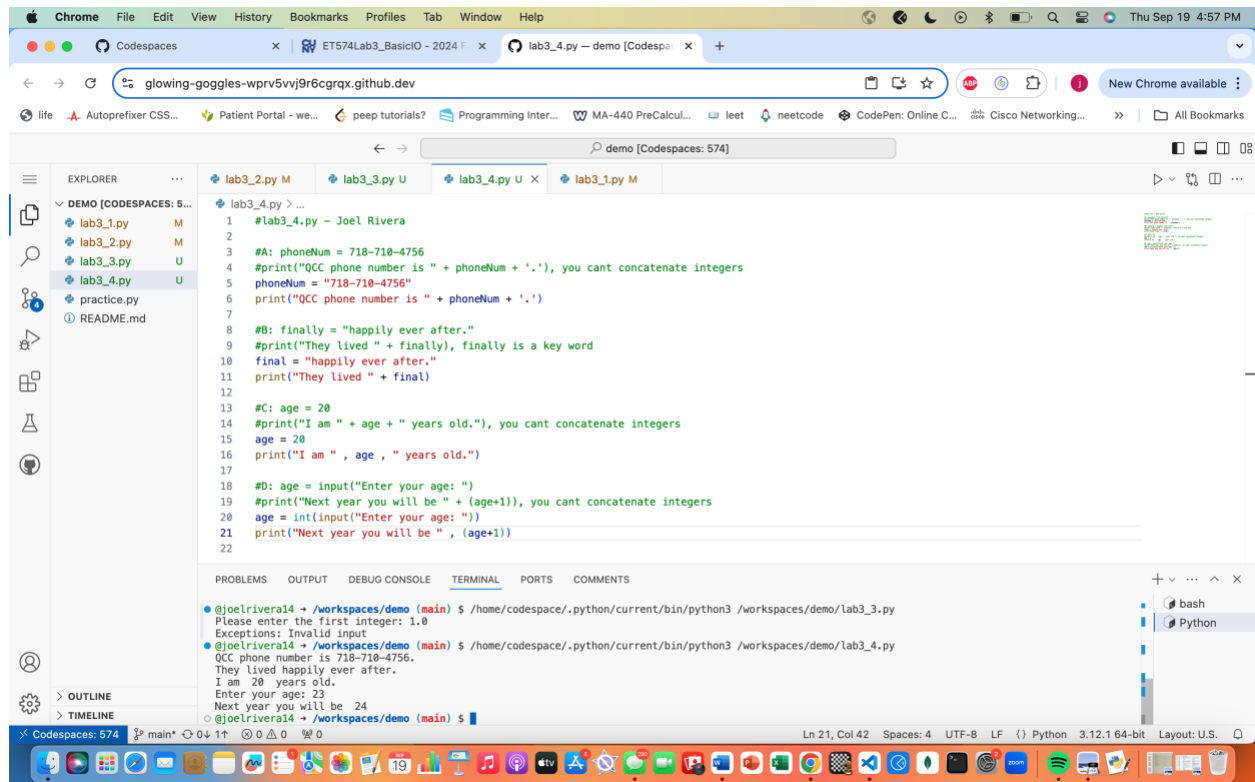 Chrome File Edit View History Bookmarks Profiles Tab Window Help Thu Sep 19 4:57 PM
Codespaces ET574Lab3_BasicIO - 2024 F lab3_4.py — demo [Codespac
glowing-goggles-wprv5vvj9r6cgrqx.github.dev ABP j New Chrome available
life Autoprefixer CSS... Patient Portal - we... peep tutorials? Programming Inter... MA-440 PreCalcul... leet neetcode CodePen: Online C... Cisco Networking... » All Bookmarks
demo [Codespaces: 574]
EXPLORER ... lab3_2.py M lab3_3.py U lab3_4.py U lab3_1.py M
DEMO [CODESPACES: 5...
lab3_1.py M
lab3_2.py M
lab3_3.py U
lab3_4.py U
practice.py
README.md
OUTLINE
TIMELINE
4
lab3_4.py > ...
1 #lab3_4.py – Joel Rivera
2
3 #A: phoneNum = 718-710-4756
4 #print("QCC phone number is " + phoneNum + '.'), you cant concatenate integers
5 phoneNum = "718-710-4756"
6 print("QCC phone number is " + phoneNum + '.')
7
8 #B: finally = "happily ever after."
9 #print("They lived " + finally), finally is a key word
10 final = "happily ever after."
11 print("They lived " + final)
12
13 #C: age = 20
14 #print("I am " + age + " years old."), you cant concatenate integers
15 age = 20
16 print("I am " , age , " years old.")
17
18 #D: age = input("Enter your age: ")
19 #print("Next year you will be " + (age+1)), you cant concatenate integers
20 age = int(input("Enter your age: "))
21 print("Next year you will be " , (age+1))
22
PROBLEMS OUTPUT DEBUG CONSOLE TERMINAL PORTS COMMENTS
@joelrivera14 → /workspaces/demo (main) $ /home/codespace/.python/current/bin/python3 /workspaces/demo/lab3_3.py
Please enter the first integer: 1.0
Exceptions: Invalid input
@joelrivera14 → /workspaces/demo (main) $ /home/codespace/.python/current/bin/python3 /workspaces/demo/lab3_4.py
QCC phone number is 718-710-4756.
They lived happily ever after.
I am  20  years old.
Enter your age: 23
Next year you will be  24
@joelrivera14 → /workspaces/demo (main) $
bash
Python
Codespaces: 574 main* 0↓ 1↑ 0 0 0 Ln 21, Col 42 Spaces: 4 UTF-8 LF {} Python 3.12.1 64-bit Layout: U.S.
19 tv zoom